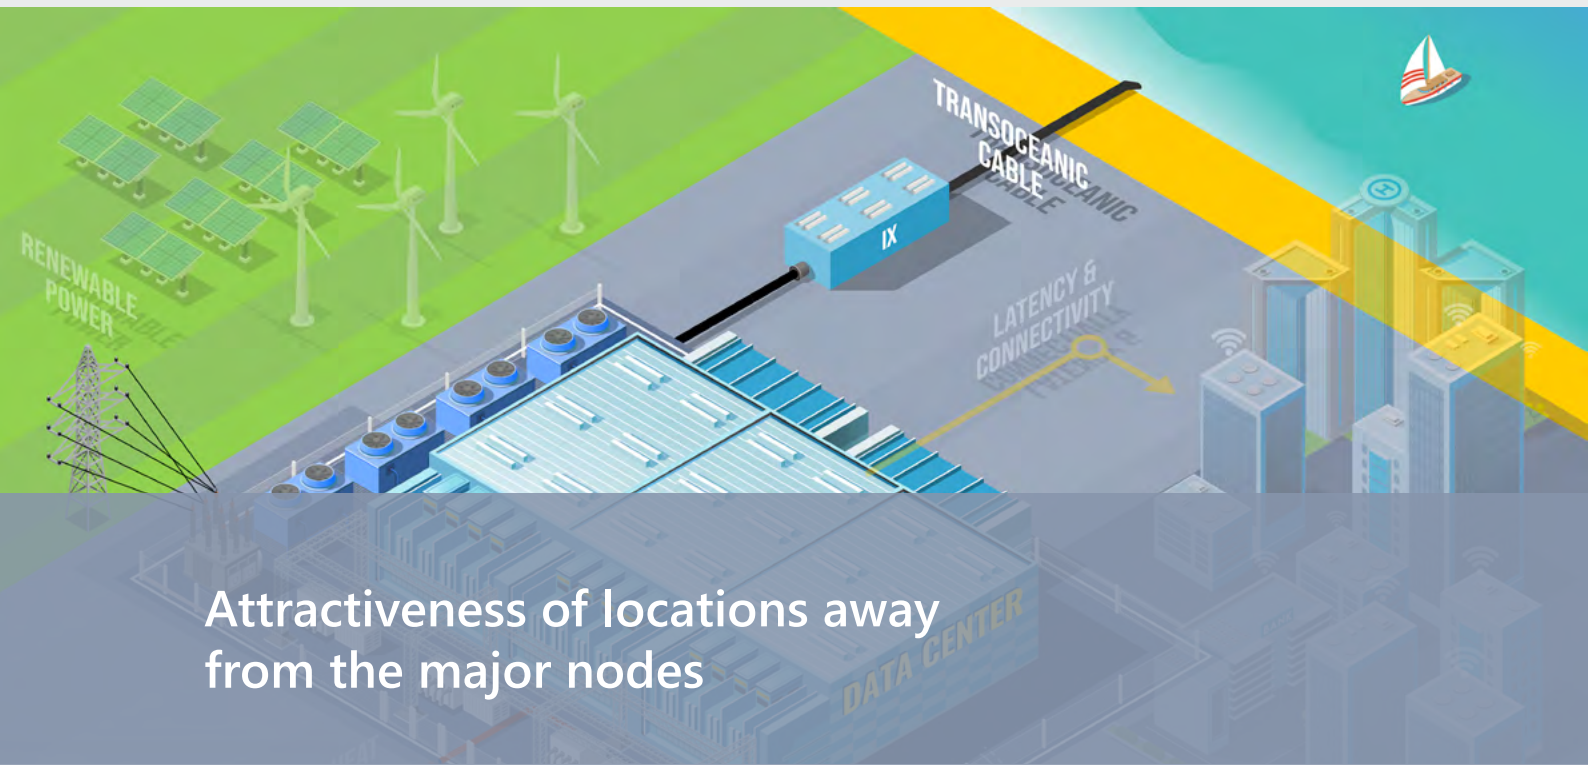 TRANSOCEANIC
CABLE
IX
RENEWABLE
POWER
LATENCY &
CONNECTIVITY
DATA CENTER
Attractiveness of locations away
from the major nodes